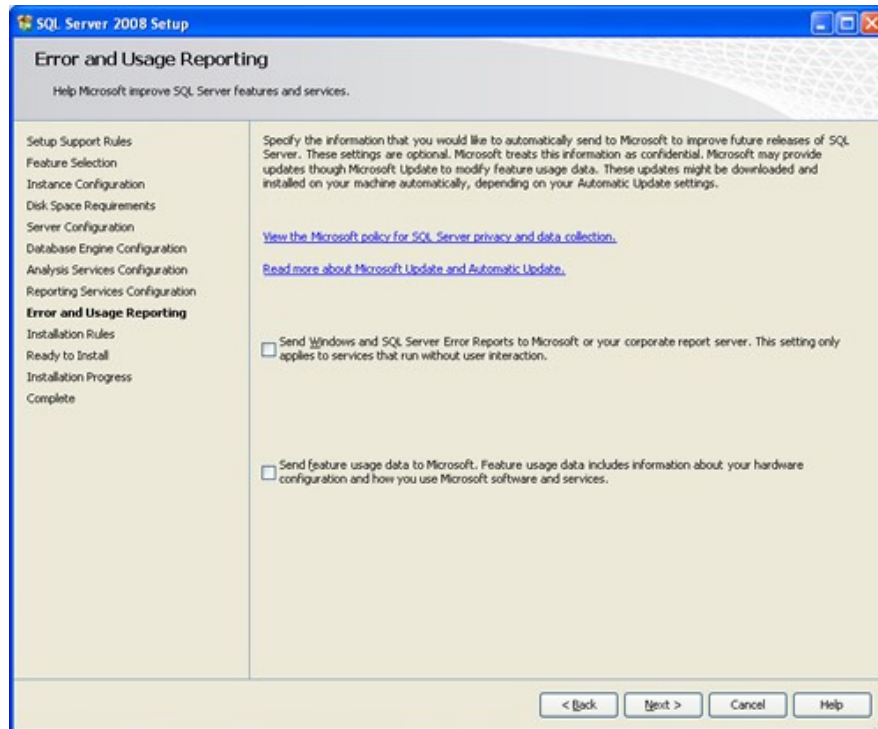 SQL Server 2008 Setup
Error and Usage Reporting
Help Microsoft improve SQL Server features and services.
Setup Support Rules
Feature Selection
Instance Configuration
Disk Space Requirements
Server Configuration
Database Engine Configuration
Analysis Services Configuration
Reporting Services Configuration
Error and Usage Reporting
Installation Rules
Ready to Install
Installation Progress
Complete
Specify the information that you would like to automatically send to Microsoft to improve future releases of SQL
Server. These settings are optional. Microsoft treats this information as confidential. Microsoft may provide
updates though Microsoft Update to modify feature usage data. These updates might be downloaded and
installed on your machine automatically, depending on your Automatic Update settings.
View the Microsoft policy for SQL Server privacy and data collection.
Read more about Microsoft Update and Automatic Update.
Send Windows and SQL Server Error Reports to Microsoft or your corporate report server. This setting only
applies to services that run without user interaction.
Send feature usage data to Microsoft. Feature usage data includes information about your hardware
configuration and how you use Microsoft software and services.
< Back
Next >
Cancel
Help